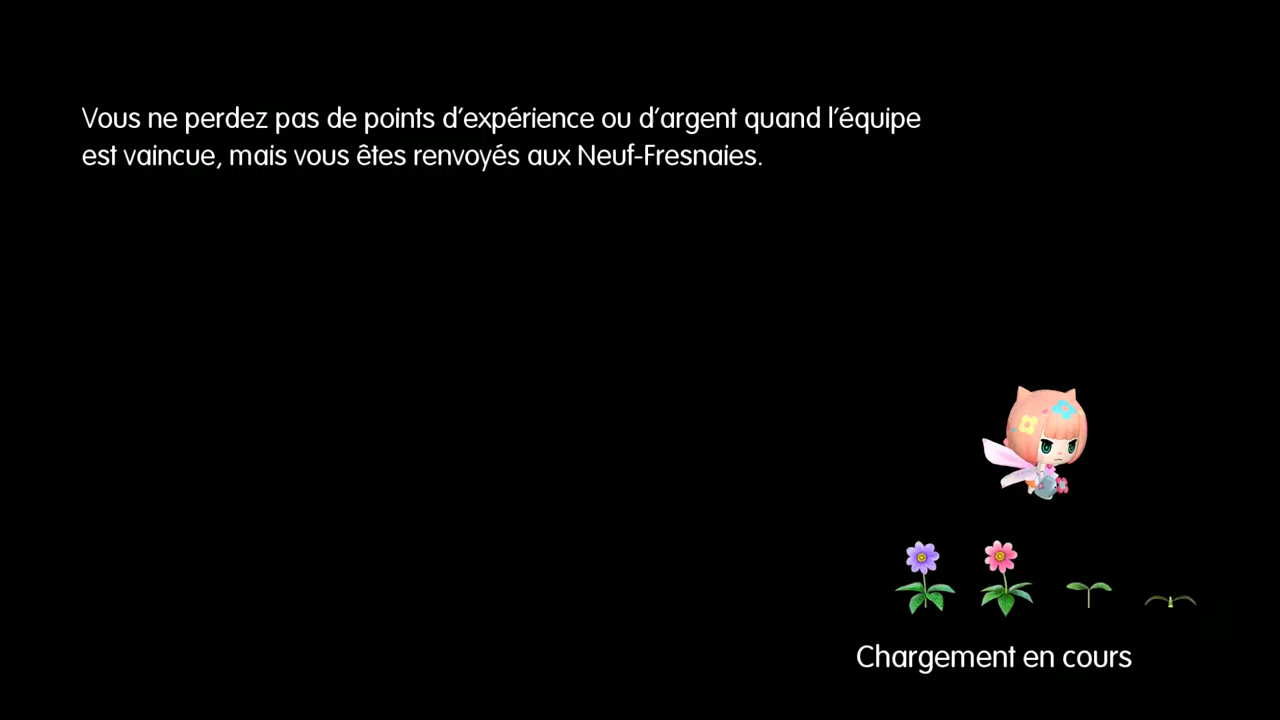 Vous ne perdez pas de points d’expérience ou d’argent quand l’équipe
est vaincue, mais vous êtes renvoyés aux Neuf-Fresnaies.
Chargement en cours